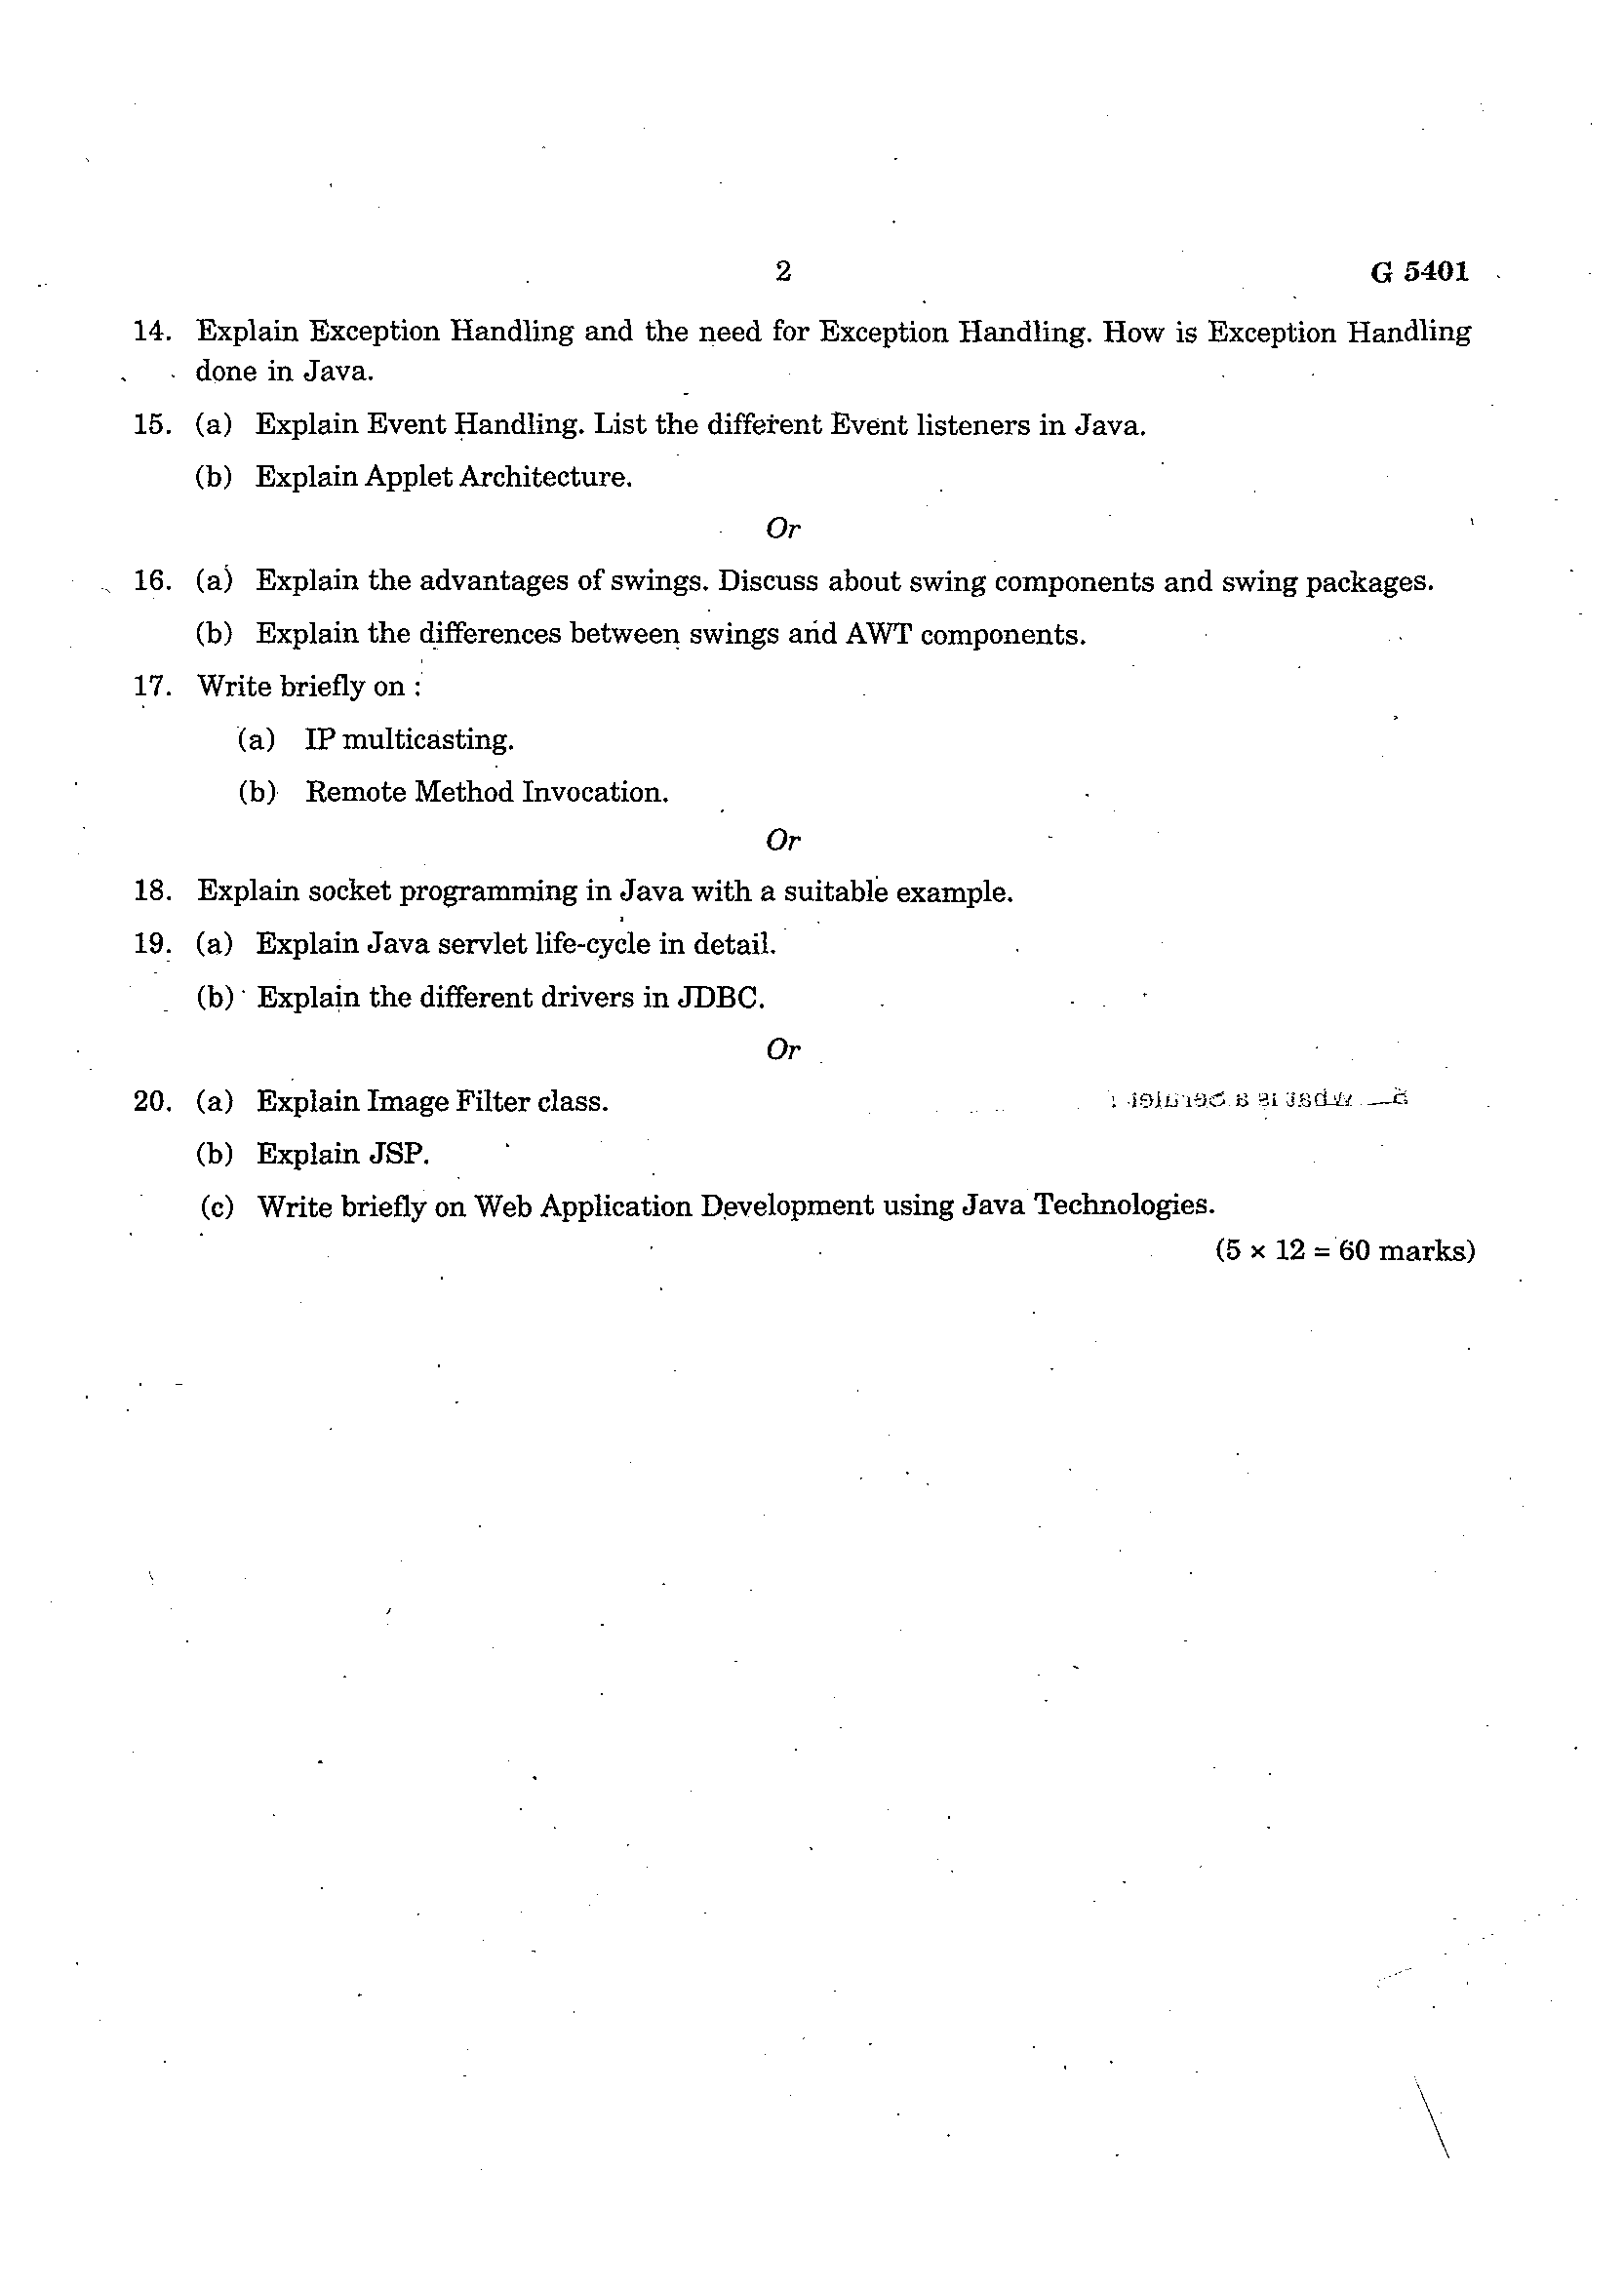 2 G 5401
14. Explain Exception Handling and the need for Exception Handling. How is Exception Handling
done in Java.
15. (a) Explain Event Handling. List the different Event listeners in Java.
(b) Explain Applet Architecture.
Or
16. (a) Explain the advantages of swings. Discuss about swing components and swing packages.
(b) Explain the differences between swings and AWT components.
17. Write briefly on :
(a) IP multicasting.
(b) Remote Method Invocation.
Or
18. Explain socket programming in Java with a suitable example.
19. (a) Explain Java servlet life-cycle in detail.
(b) Explain the different drivers in JDBC.
Or
20. (a) Explain Image Filter class.
(b) Explain JSP.
(c) Write briefly on Web Application Development using Java Technologies.
(5 × 12 = 60 marks)